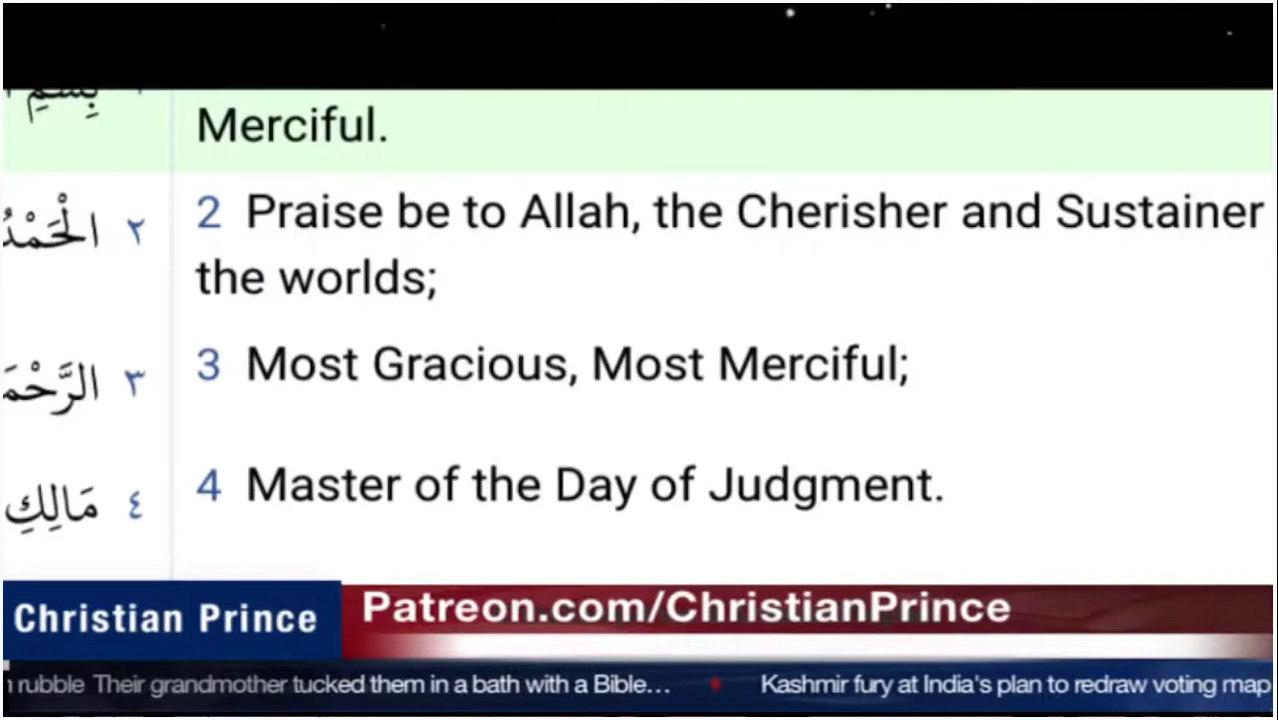 بِسْمِ ١
Merciful.
2 Praise be to Allah, the Cherisher and Sustainer
the worlds;
٢ الْحَمْدُ
3 Most Gracious, Most Merciful;
٣ الرَّحْمَ
4 Master of the Day of Judgment.
٤ مَالِكِ
Christian Prince
Patreon.com/ChristianPrince
rubble Their grandmother tucked them in a bath with a Bible... Kashmir fury at India's plan to redraw voting map